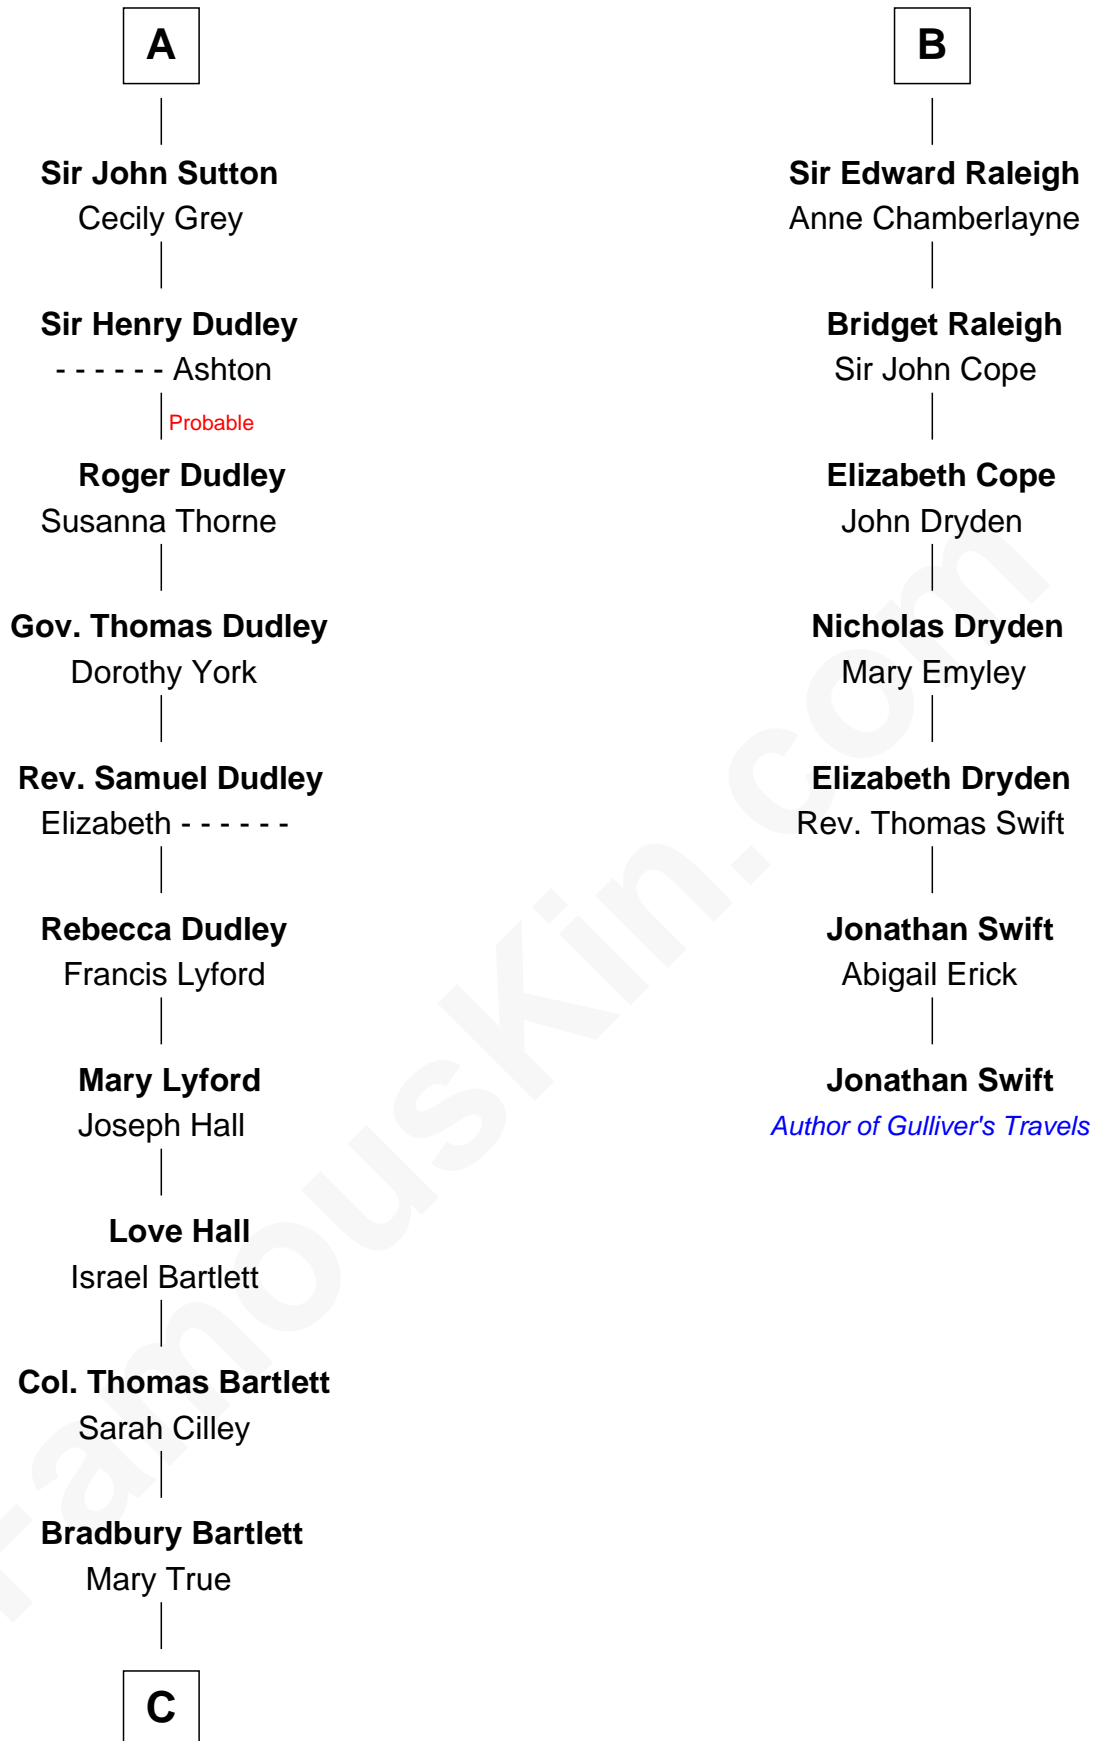 A
Sir John Sutton
Cecily Grey
Sir Henry Dudley
- - - - - - Ashton
Probable
Roger Dudley
Susanna Thorne
Gov. Thomas Dudley
Dorothy York
Rev. Samuel Dudley
Elizabeth - - - - - -
Rebecca Dudley
Francis Lyford
Mary Lyford
Joseph Hall
Love Hall
Israel Bartlett
Col. Thomas Bartlett
Sarah Cilley
Bradbury Bartlett
Mary True
C
B
Sir Edward Raleigh
Anne Chamberlayne
Bridget Raleigh
Sir John Cope
Elizabeth Cope
John Dryden
Nicholas Dryden
Mary Emyley
Elizabeth Dryden
Rev. Thomas Swift
Jonathan Swift
Abigail Erick
Jonathan Swift
Author of Gulliver's Travels
FamousKin.com